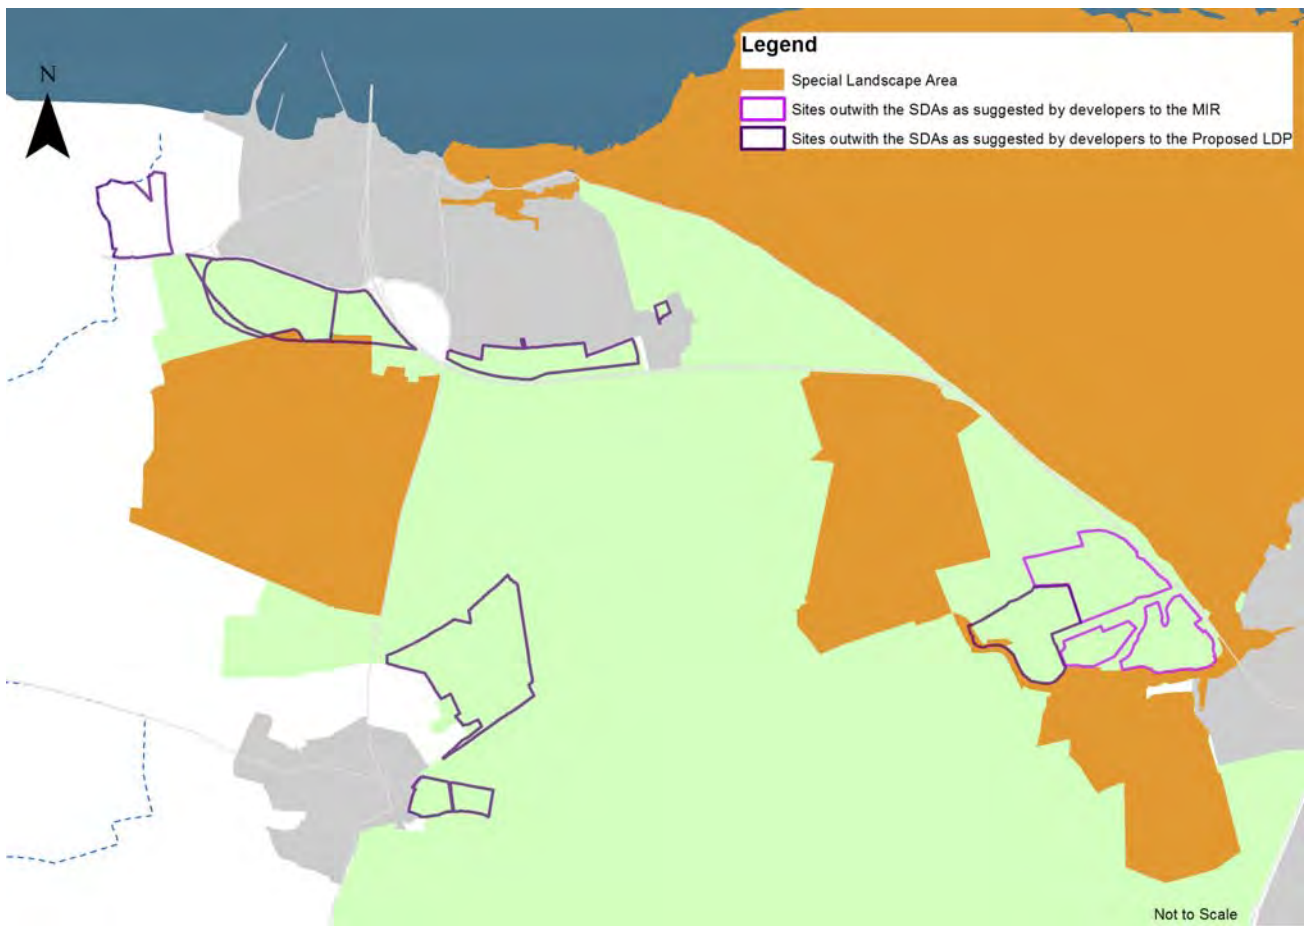 N
Legend
Special Landscape Area
Sites outwith the SDAs as suggested by developers to the MIR
Sites outwith the SDAs as suggested by developers to the Proposed LDP
Not to Scale